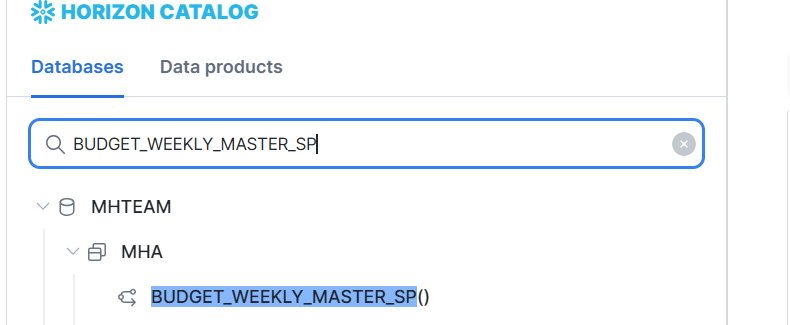 HORIZON CATALOG
Databases Data products
BUDGET_WEEKLY_MASTER_SP
MHTEAM
MHA
BUDGET_WEEKLY_MASTER_SP()